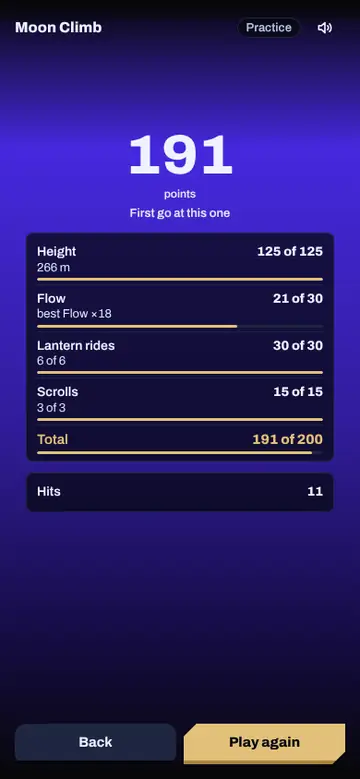 Moon Climb
Practice
191
points
First go at this one
Height 125 of 125
266 m
Flow 21 of 30
best Flow ×18
Lantern rides 30 of 30
6 of 6
Scrolls 15 of 15
3 of 3
Total 191 of 200
Hits 11
Back
Play again